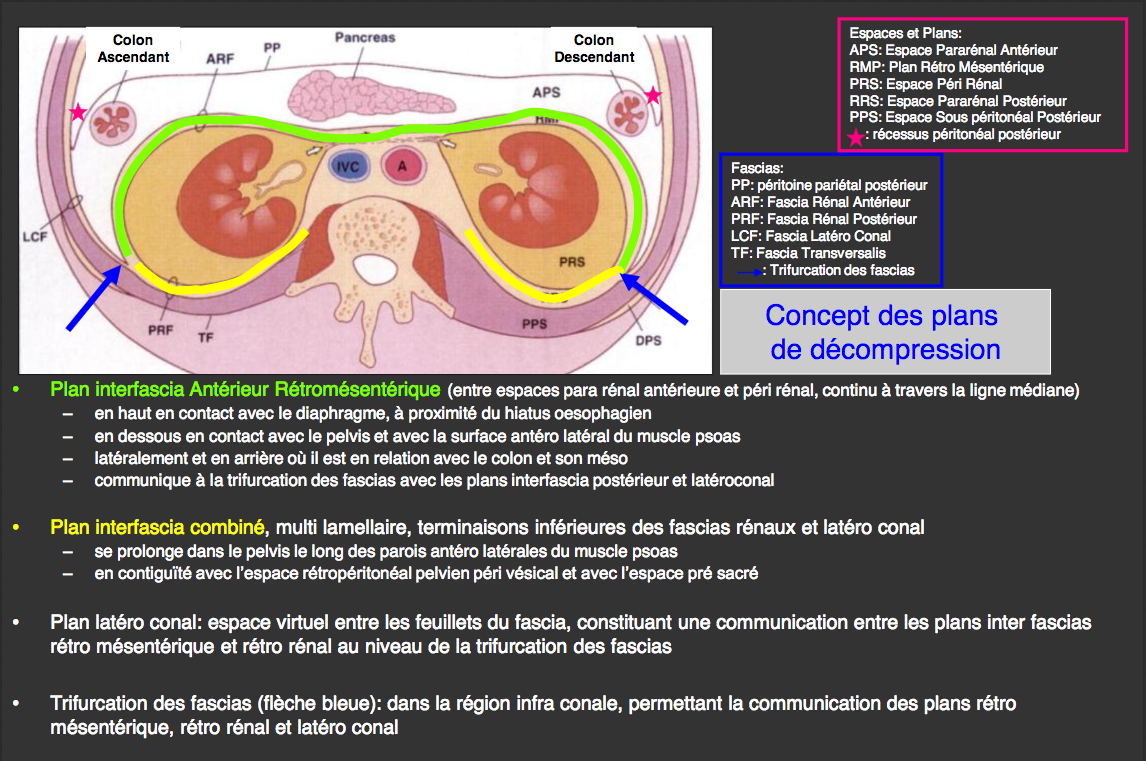 Colon
Ascendant
ARF
PP
Pancreas
Colon
Descendant
APS
IVC
A
LCF
PRS
PRF
TF
PPS
DPS
Espaces et Plans:
APS: Espace Pararénal Antérieur
RMP: Plan Rétro Mésentérique
PRS: Espace Péri Rénal
RRS: Espace Pararénal Postérieur
PPS: Espace Sous péritonéal Postérieur
: récessus péritonéal postérieur
Fascias:
PP: péritoine pariétal postérieur
ARF: Fascia Rénal Antérieur
PRF: Fascia Rénal Postérieur
LCF: Fascia Latéro Conal
TF: Fascia Transversalis
: Trifurcation des fascias
Concept des plans
de décompression
• Plan interfascia Antérieur Rétromésentérique (entre espaces para rénal antérieure et péri rénal, continu à travers la ligne médiane)
– en haut en contact avec le diaphragme, à proximité du hiatus oesophagien
– en dessous en contact avec le pelvis et avec la surface antéro latéral du muscle psoas
– latéralement et en arrière où il est en relation avec le colon et son méso
– communique à la trifurcation des fascias avec les plans interfascia postérieur et latéroconal
• Plan interfascia combiné, multi lamellaire, terminaisons inférieures des fascias rénaux et latéro conal
– se prolonge dans le pelvis le long des parois antéro latérales du muscle psoas
– en contiguïté avec l'espace rétropéritonéal pelvien péri vésical et avec l'espace pré sacré
• Plan latéro conal: espace virtuel entre les feuillets du fascia, constituant une communication entre les plans inter fascias
rétro mésentérique et rétro rénal au niveau de la trifurcation des fascias
• Trifurcation des fascias (flèche bleue): dans la région infra conale, permettant la communication des plans rétro
mésentérique, rétro rénal et latéro conal